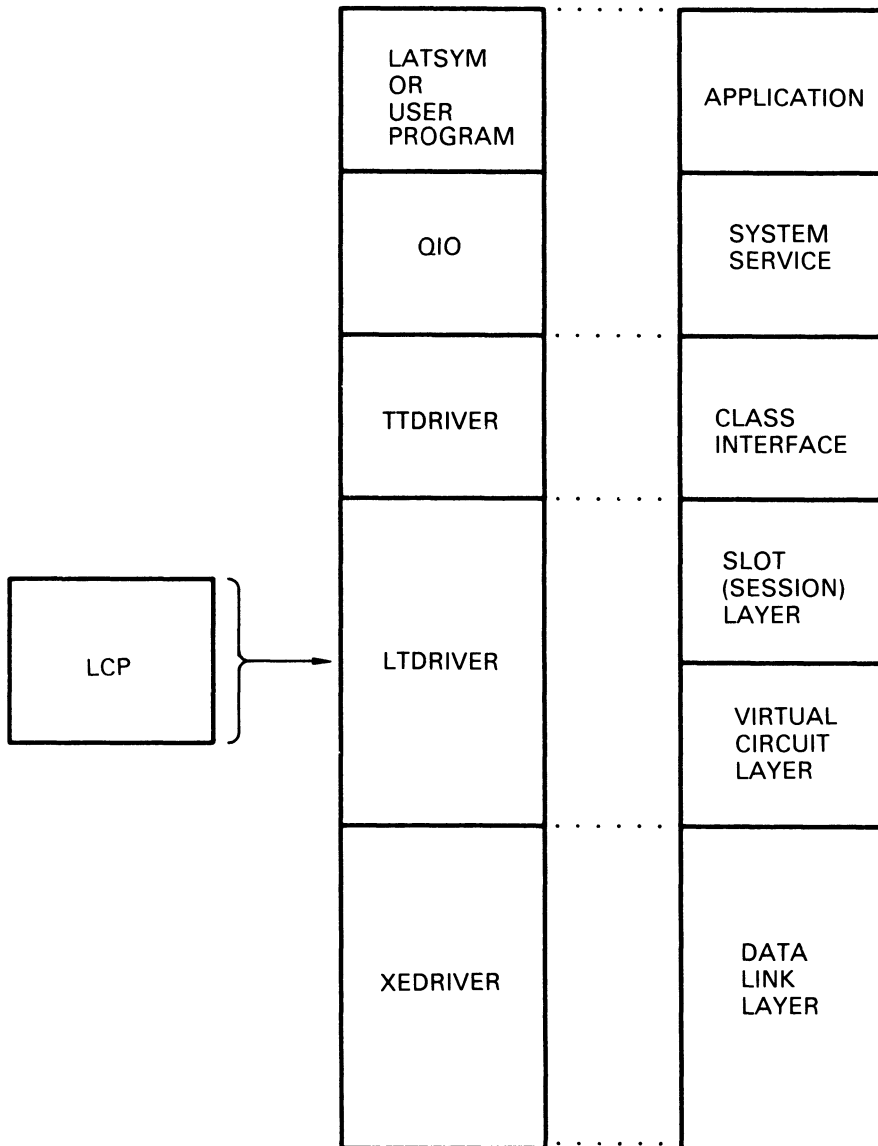 LATSYM
OR
USER
PROGRAM
APPLICATION
QIO
SYSTEM
SERVICE
TTDRIVER
CLASS
INTERFACE
SLOT
(SESSION)
LAYER
LCP
LTDRIVER
VIRTUAL
CIRCUIT
LAYER
XEDRIVER
DATA
LINK
LAYER